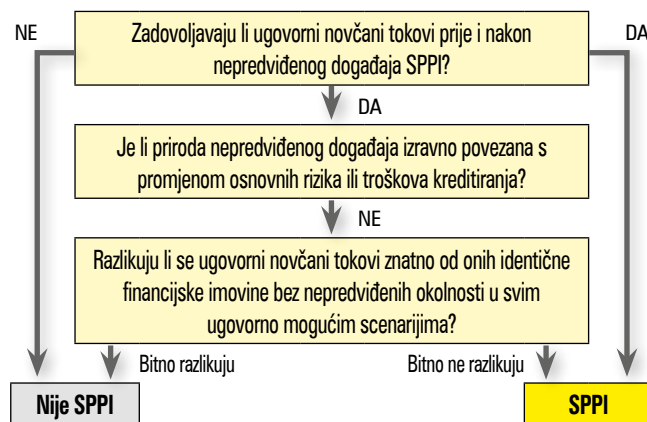 NE
Zadovoljavaju li ugovorni novčani tokovi prije i nakon
nepredviđenog događaja SPPI?
DA
DA
Je li priroda nepredviđenog događaja izravno povezana s
promjenom osnovnih rizika ili troškova kreditiranja?
NE
Razlikuju li se ugovorni novčani tokovi znatno od onih identične
financijske imovine bez nepredviđenih okolnosti u svim
ugovorno mogućim scenarijima?
Bitno razlikuju
Bitno ne razlikuju
Nije SPPI
SPPI